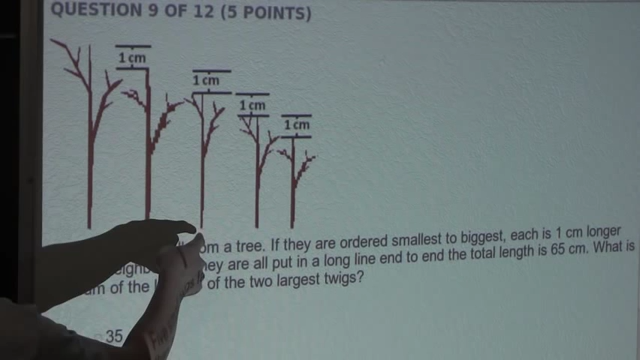 QUESTION 9 OF 12 (5 POINTS)
1 cm
1 cm
1 cm
1 cm
om a tree. If they are ordered smallest to biggest, each is 1 cm longer
neighb hey are all put in a long line end to end the total length is 65 cm. What is
m of the l of the two largest twigs?
35